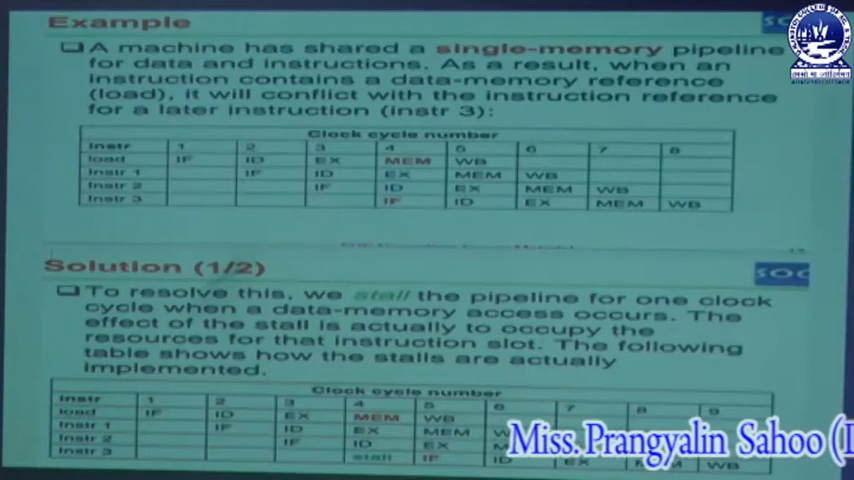 Example
SOC
❑ A machine has shared a single-memory pipeline
for data and instructions. As a result, when an
instruction contains a data-memory reference
(load), it will conflict with the instruction reference
for a later instruction (instr 3):
Clock cycle number
Instr 1 2 3 4 5 6 7 8
load IF ID EX MEM WB
Instr 1 IF ID EX MEM WB
Instr 2 IF ID EX MEM WB
Instr 3 IF ID EX MEM WB
Solution (1/2)
SOC
❑ To resolve this, we stall the pipeline for one clock
cycle when a data-memory access occurs. The
effect of the stall is actually to occupy the
resources for that instruction slot. The following
table shows how the stalls are actually
implemented.
Clock cycle number
Instr 1 2 3 4 5 6 7 8 9
load IF ID EX MEM WB
Instr 1 IF ID EX MEM
Instr 2 IF ID EX
Instr 3 stall IF ID EX MEM WB
Miss. Prangyalin Sahoo (